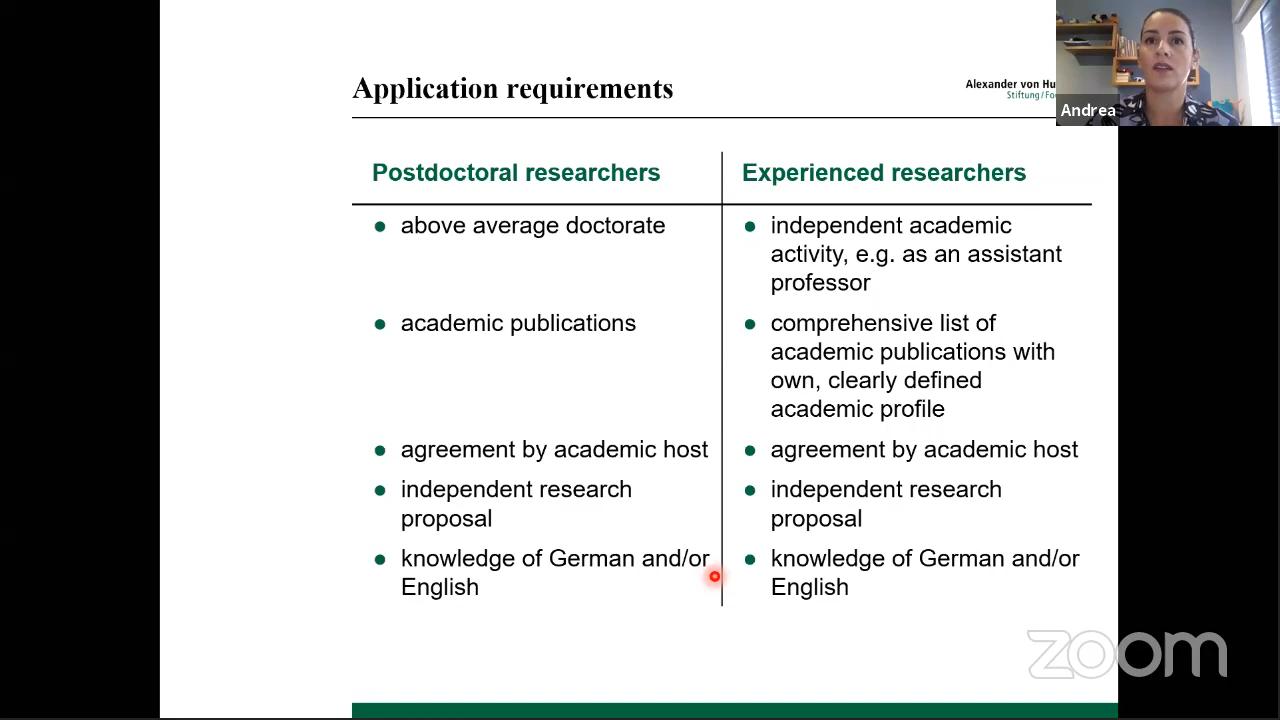 Application requirements
Alexander von Hu
Stiftung/Fo
Andrea
Postdoctoral researchers
Experienced researchers
above average doctorate
independent academic
activity, e.g. as an assistant
professor
academic publications
comprehensive list of
academic publications with
own, clearly defined
academic profile
agreement by academic host
agreement by academic host
independent research
proposal
independent research
proposal
knowledge of German and/or
English
knowledge of German and/or
English
zoom